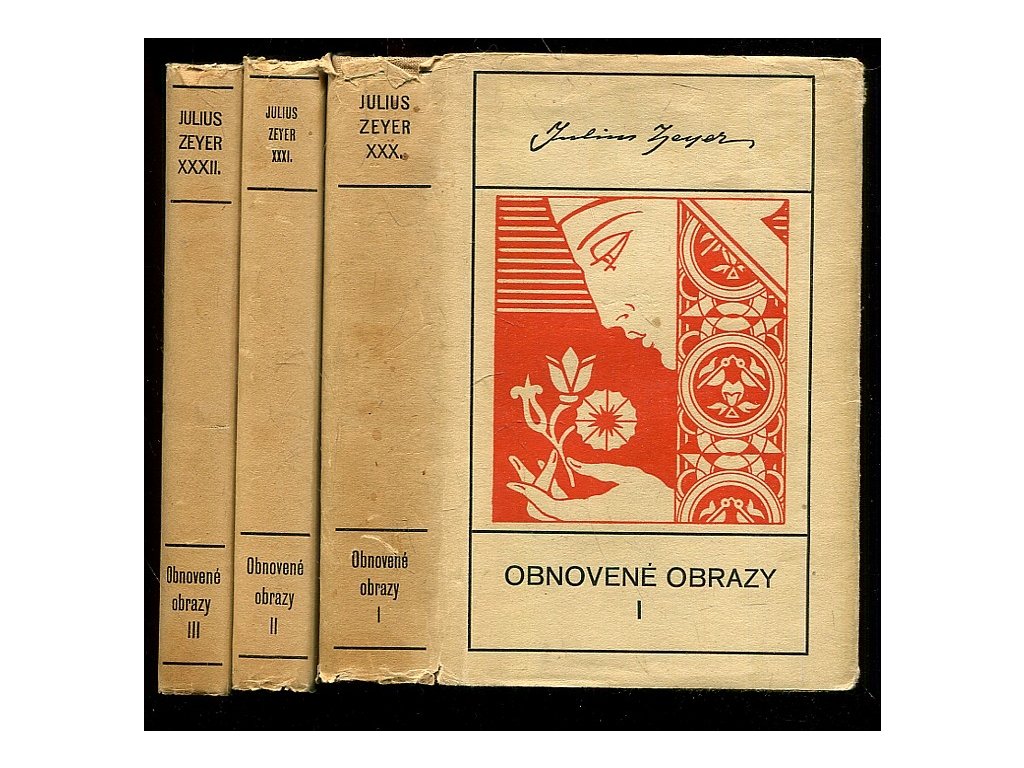 JULIUS
ZEYER
XXXII.
Obnovené
obrazy
III
JULIUS
ZEYER
XXXI.
Obnovené
obrazy
II
JULIUS
ZEYER
XXX.
Obnovené
obrazy
I
Julius Zeyer
OBNOVENÉ OBRAZY
I